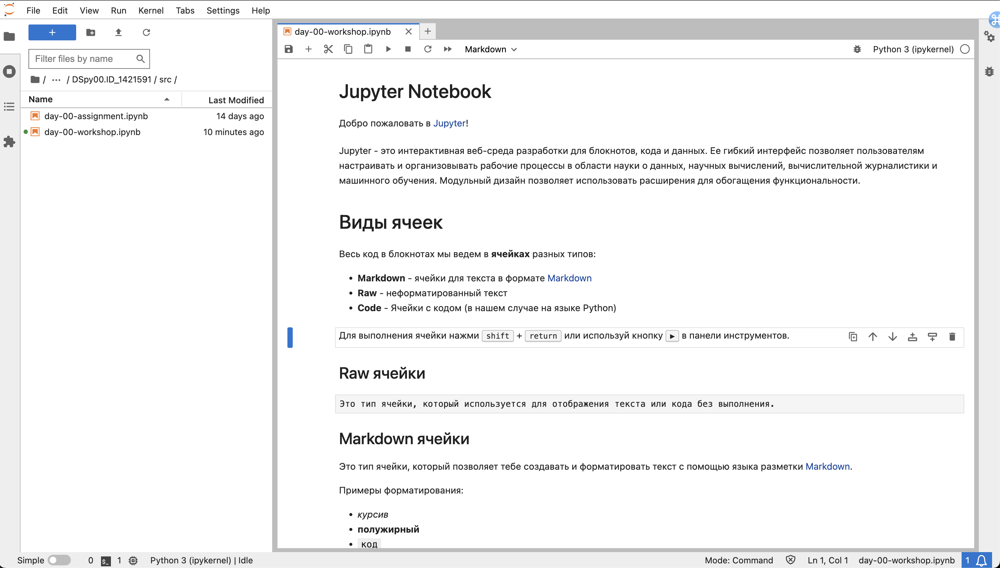 File Edit View Run Kernel Tabs Settings Help
Filter files by name
/ ··· / DSpy00.ID_1421591 / src /
Name Last Modified
day-00-assignment.ipynb 14 days ago
day-00-workshop.ipynb 10 minutes ago
day-00-workshop.ipynb
Markdown
Python 3 (ipykernel)
Jupyter Notebook
Добро пожаловать в Jupyter!
Jupyter - это интерактивная веб-среда разработки для блокнотов, кода и данных. Ее гибкий интерфейс позволяет пользователям
настраивать и организовывать рабочие процессы в области науки о данных, научных вычислений, вычислительной журналистики и
машинного обучения. Модульный дизайн позволяет использовать расширения для обогащения функциональности.
Виды ячеек
Весь код в блокнотах мы ведем в ячейках разных типов:
• Markdown - ячейки для текста в формате Markdown
• Raw - неформатированный текст
• Code - Ячейки с кодом (в нашем случае на языке Python)
Для выполнения ячейки нажми shift + return или используй кнопку ▶ в панели инструментов.
Raw ячейки
Это тип ячейки, который используется для отображения текста или кода без выполнения.
Markdown ячейки
Это тип ячейки, который позволяет тебе создавать и форматировать текст с помощью языка разметки Markdown.
Примеры форматирования:
• курсив
• полужирный
• код
Simple 0 $_ 1 Python 3 (ipykernel) | Idle
Mode: Command Ln 1, Col 1 day-00-workshop.ipynb 1